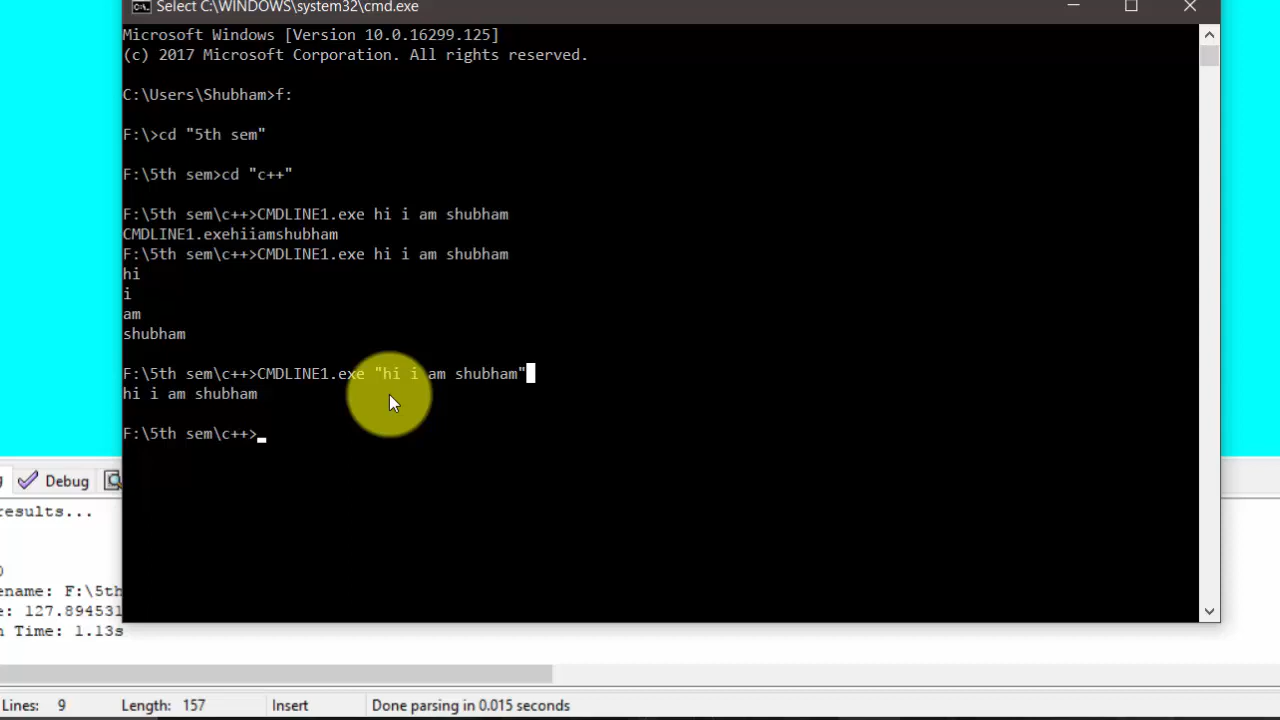 Select C:\WINDOWS\system32\cmd.exe
Microsoft Windows [Version 10.0.16299.125]
(c) 2017 Microsoft Corporation. All rights reserved.
C:\Users\Shubham>f:
F:\>cd "5th sem"
F:\5th sem>cd "c++"
F:\5th sem\c++>CMDLINE1.exe hi i am shubham
CMDLINE1.exehiiamshubham
F:\5th sem\c++>CMDLINE1.exe hi i am shubham
hi
i
am
shubham
F:\5th sem\c++>CMDLINE1.exe "hi i am shubham"
hi i am shubham
F:\5th sem\c++>
Debug
results...
ename: F:\5th
e: 127.894531
n Time: 1.13s
Lines: 9 Length: 157 Insert Done parsing in 0.015 seconds